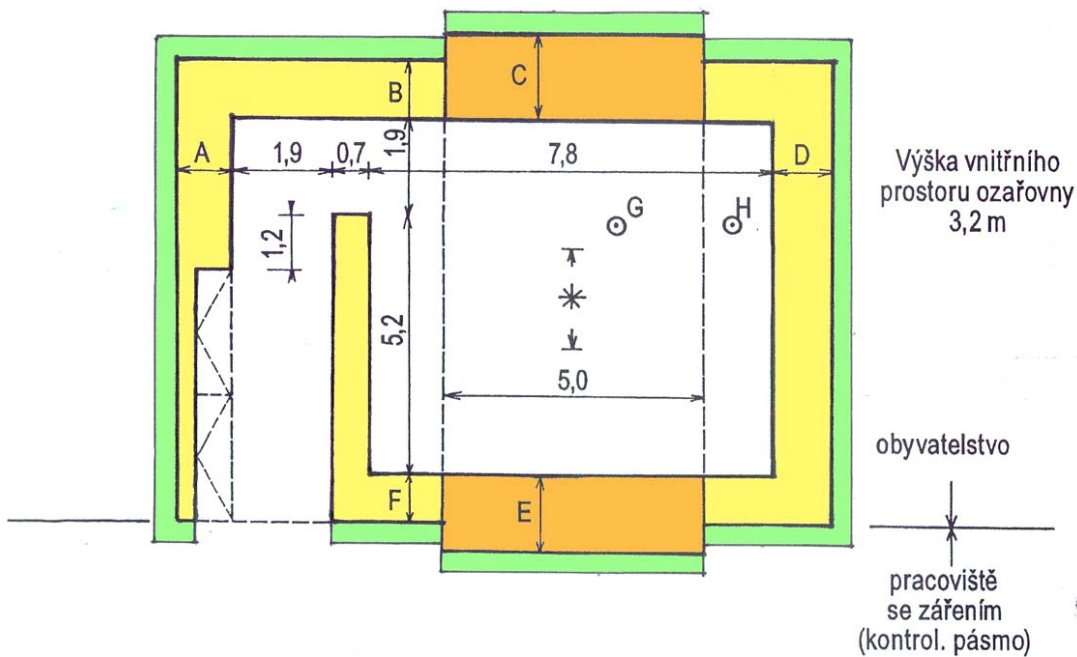 C
B
A
1,9
0,7
1,9
7,8
D
Výška vnitřního
prostoru ozařovny
3,2 m
G
H
1,2
5,2
5,0
obyvatelstvo
F
E
pracoviště
se zářením
(kontrol. pásmo)